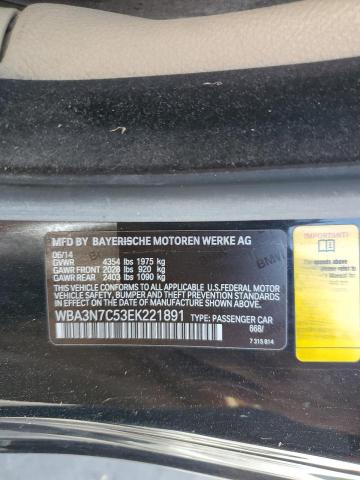 MFD BY BAYERISCHE MOTOREN WERKE AG
06/14
GVWR 4354 lbs 1975 kg
GAWR FRONT 2028 lbs 920 kg
GAWR REAR 2403 lbs 1090 kg
THIS VEHICLE CONFORMS TO ALL APPLICABLE U.S.FEDERAL MOTOR
VEHICLE SAFETY, BUMPER, AND THEFT PREVENTION STANDARDS IN
EFFECT ON THE DATE OF MANUFACTURE SHOWN ABOVE.
WBA3N7C53EK221891 TYPE: PASSENGER CAR
668/
7 315 814